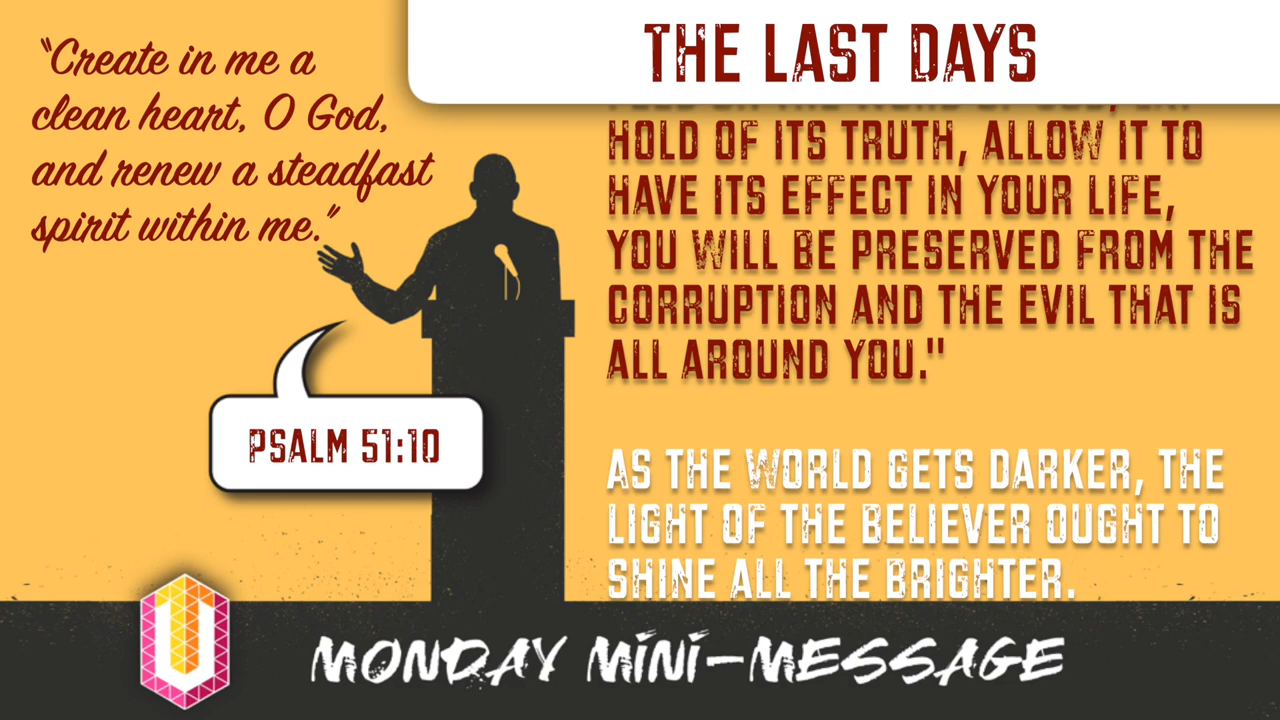 “Create in me a
clean heart, O God,
and renew a steadfast
spirit within me.”
PSALM 51:10
THE LAST DAYS
HOLD OF ITS TRUTH, ALLOW IT TO
HAVE ITS EFFECT IN YOUR LIFE,
YOU WILL BE PRESERVED FROM THE
CORRUPTION AND THE EVIL THAT IS
ALL AROUND YOU."
AS THE WORLD GETS DARKER, THE
LIGHT OF THE BELIEVER OUGHT TO
SHINE ALL THE BRIGHTER.
U
MONDAY MINI-MESSAGE